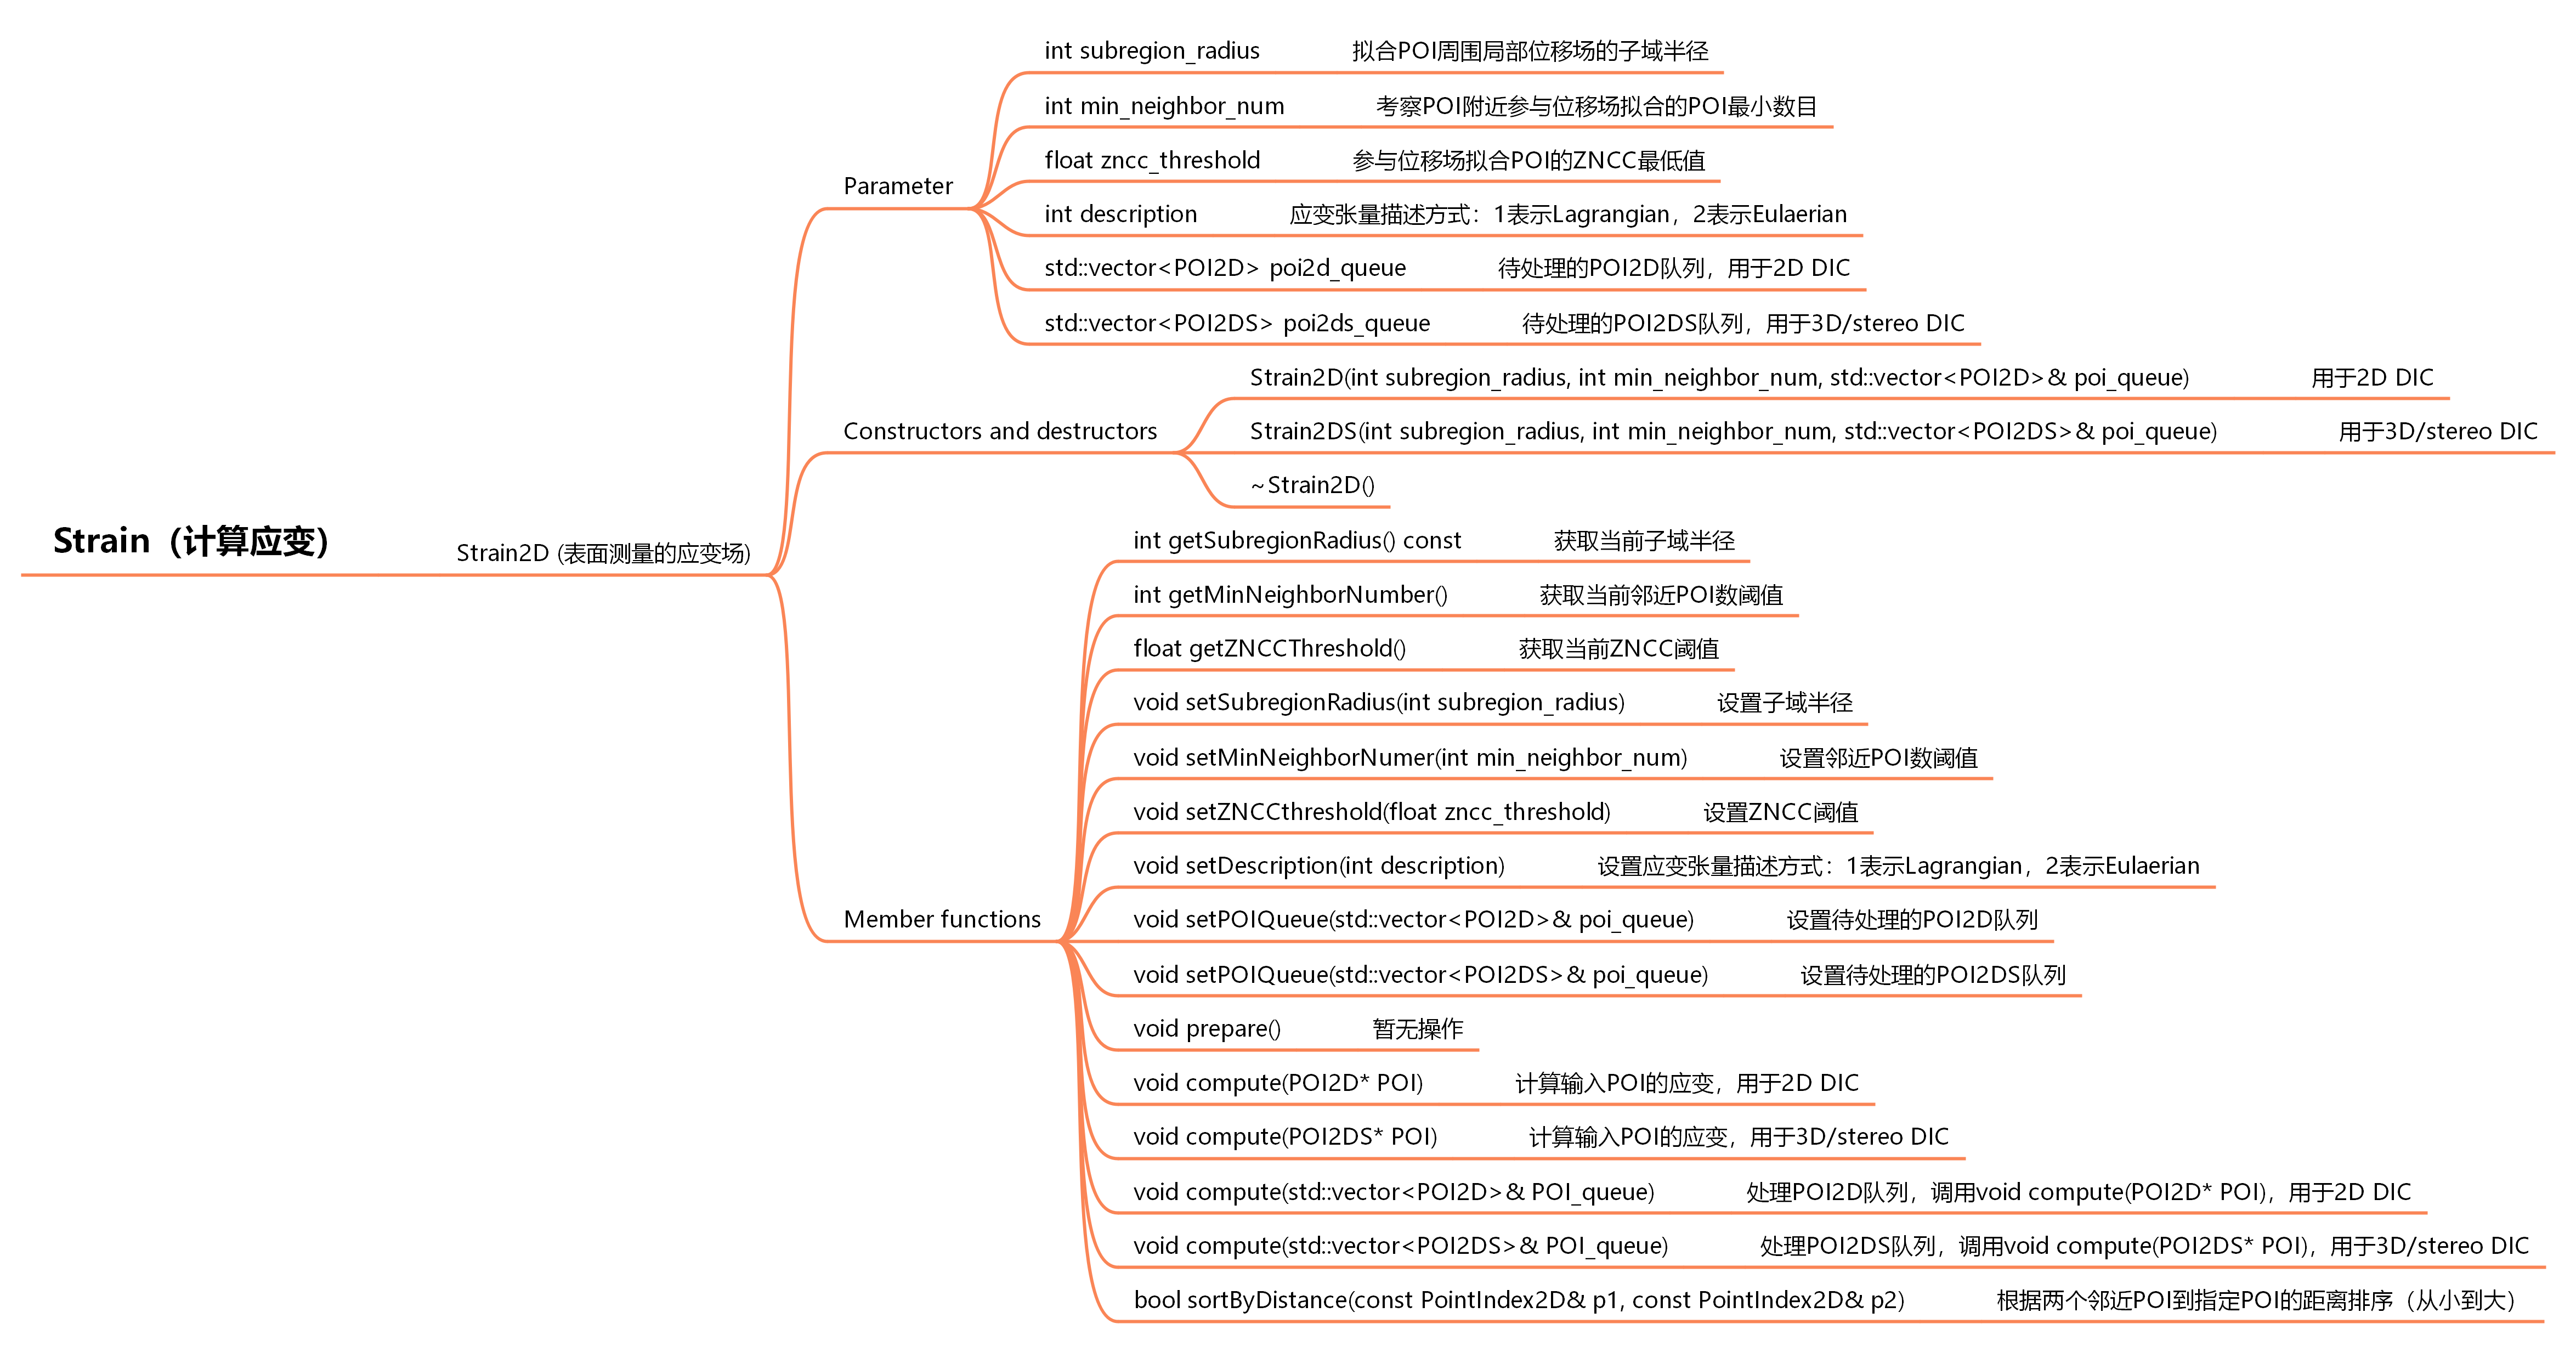 Strain（计算应变）
Strain2D (表面测量的应变场)
Parameter
int subregion_radius 拟合POI周围局部位移场的子域半径
int min_neighbor_num 考察POI附近参与位移场拟合的POI最小数目
float zncc_threshold 参与位移场拟合POI的ZNCC最低值
int description 应变张量描述方式：1表示Lagrangian，2表示Eulaerian
std::vector<POI2D> poi2d_queue 待处理的POI2D队列，用于2D DIC
std::vector<POI2DS> poi2ds_queue 待处理的POI2DS队列，用于3D/stereo DIC
Constructors and destructors
Strain2D(int subregion_radius, int min_neighbor_num, std::vector<POI2D>& poi_queue) 用于2D DIC
Strain2DS(int subregion_radius, int min_neighbor_num, std::vector<POI2DS>& poi_queue) 用于3D/stereo DIC
~Strain2D()
Member functions
int getSubregionRadius() const 获取当前子域半径
int getMinNeighborNumber() 获取当前邻近POI数阈值
float getZNCCThreshold() 获取当前ZNCC阈值
void setSubregionRadius(int subregion_radius) 设置子域半径
void setMinNeighborNumer(int min_neighbor_num) 设置邻近POI数阈值
void setZNCCthreshold(float zncc_threshold) 设置ZNCC阈值
void setDescription(int description) 设置应变张量描述方式：1表示Lagrangian，2表示Eulaerian
void setPOIQueue(std::vector<POI2D>& poi_queue) 设置待处理的POI2D队列
void setPOIQueue(std::vector<POI2DS>& poi_queue) 设置待处理的POI2DS队列
void prepare() 暂无操作
void compute(POI2D* POI) 计算输入POI的应变，用于2D DIC
void compute(POI2DS* POI) 计算输入POI的应变，用于3D/stereo DIC
void compute(std::vector<POI2D>& POI_queue) 处理POI2D队列，调用void compute(POI2D* POI)，用于2D DIC
void compute(std::vector<POI2DS>& POI_queue) 处理POI2DS队列，调用void compute(POI2DS* POI)，用于3D/stereo DIC
bool sortByDistance(const PointIndex2D& p1, const PointIndex2D& p2) 根据两个邻近POI到指定POI的距离排序（从小到大）